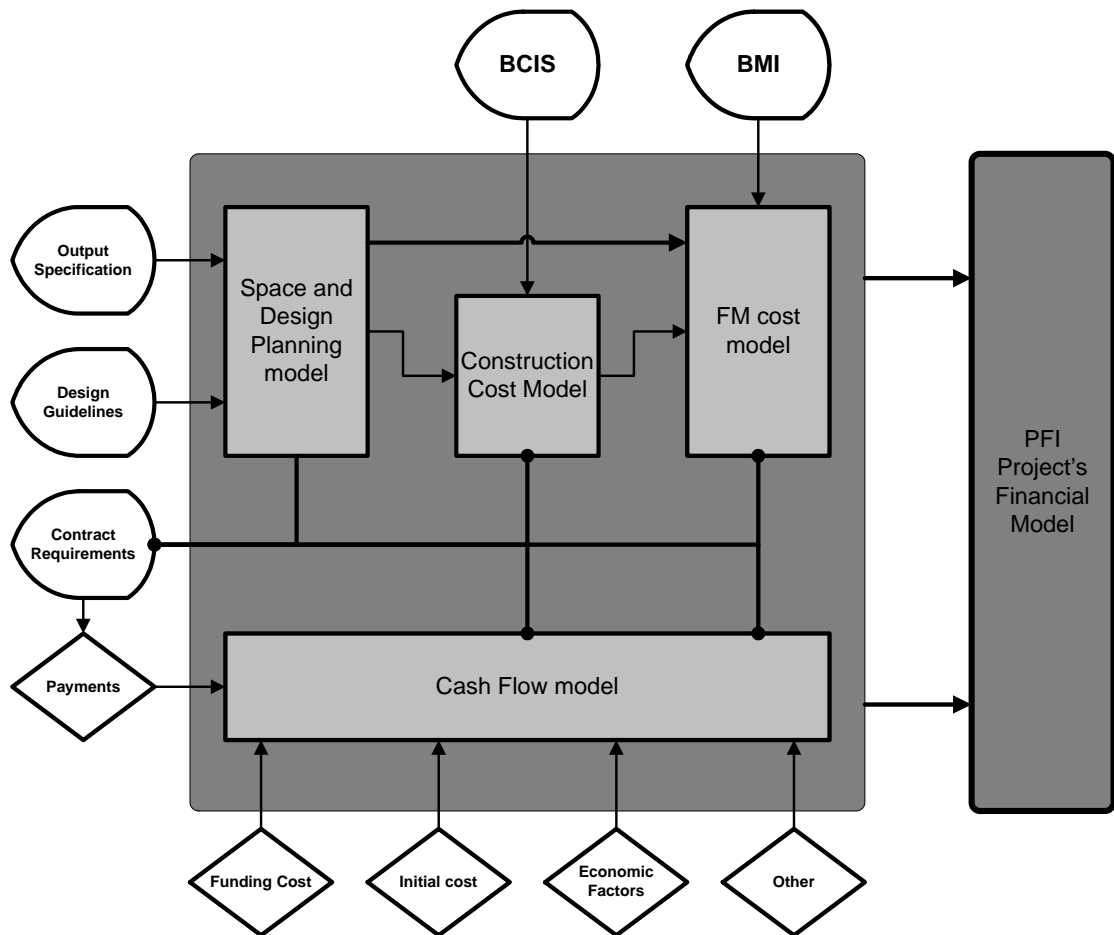 BCIS
BMI
Output
Specification
Space and
Design
Planning
model
FM cost
model
Construction
Cost Model
Design
Guidelines
PFI
Project's
Financial
Model
Contract
Requirements
Payments
Cash Flow model
Funding Cost
Initial cost
Economic
Factors
Other